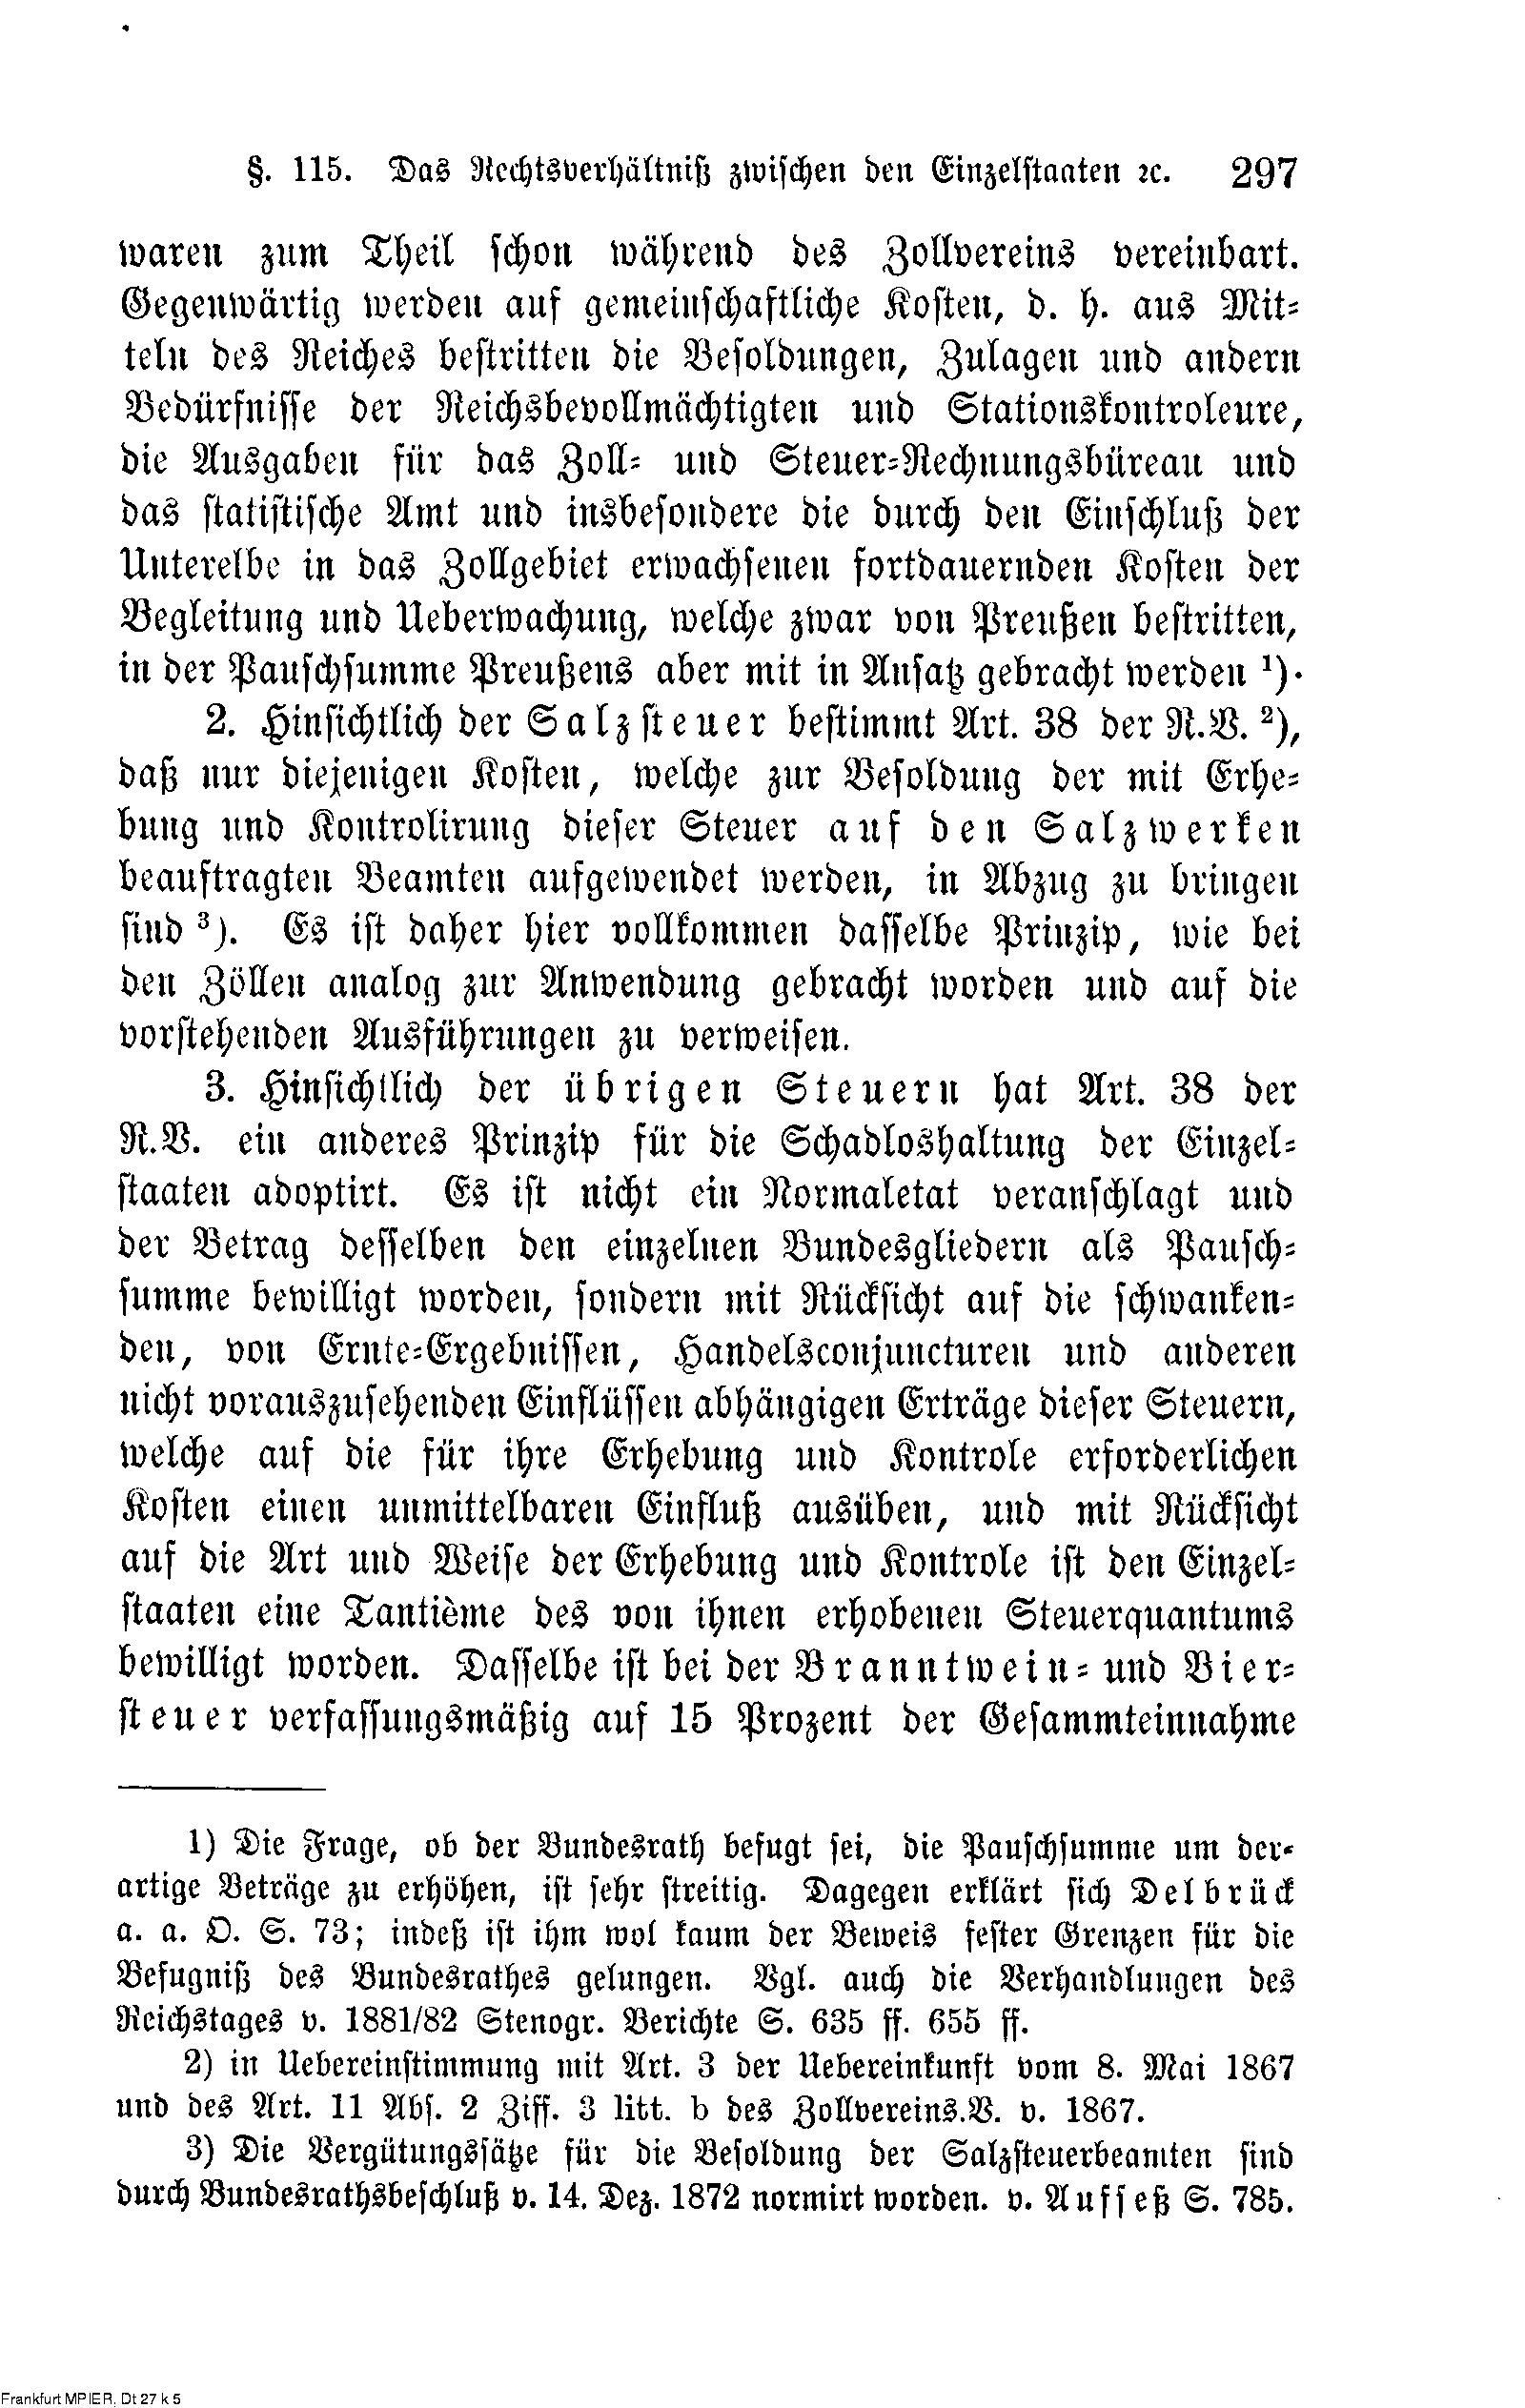 §. 115. Das Rechtsverhältniß zwischen den Einzelstaaten ꝛc. 297
waren zum Theil schon während des Zollvereins vereinbart.
Gegenwärtig werden auf gemeinschaftliche Kosten, d. h. aus Mit-
teln des Reiches bestritten die Besoldungen, Zulagen und andern
Bedürfnisse der Reichsbevollmächtigten und Stationskontroleure,
die Ausgaben für das Zoll- und Steuer-Rechnungsbüreau und
das statistische Amt und insbesondere die durch den Einschluß der
Unterelbe in das Zollgebiet erwachsenen fortdauernden Kosten der
Begleitung und Ueberwachung, welche zwar von Preußen bestritten,
in der Pauschsumme Preußens aber mit in Ansatz gebracht werden ¹).
2. Hinsichtlich der Salzsteuer bestimmt Art. 38 der R.V. ²),
daß nur diejenigen Kosten, welche zur Besoldung der mit Erhe-
bung und Kontrolirung dieser Steuer auf den Salzwerken
beauftragten Beamten aufgewendet werden, in Abzug zu bringen
sind ³). Es ist daher hier vollkommen dasselbe Prinzip, wie bei
den Zöllen analog zur Anwendung gebracht worden und auf die
vorstehenden Ausführungen zu verweisen.
3. Hinsichtlich der übrigen Steuern hat Art. 38 der
R.V. ein anderes Prinzip für die Schadloshaltung der Einzel-
staaten adoptirt. Es ist nicht ein Normaletat veranschlagt und
der Betrag desselben den einzelnen Bundesgliedern als Pausch-
summe bewilligt worden, sondern mit Rücksicht auf die schwanken-
den, von Ernte-Ergebnissen, Handelsconjuncturen und anderen
nicht vorauszusehenden Einflüssen abhängigen Erträge dieser Steuern,
welche auf die für ihre Erhebung und Kontrole erforderlichen
Kosten einen unmittelbaren Einfluß ausüben, und mit Rücksicht
auf die Art und Weise der Erhebung und Kontrole ist den Einzel-
staaten eine Tantième des von ihnen erhobenen Steuerquantums
bewilligt worden. Dasselbe ist bei der Branntwein- und Bier-
steuer verfassungsmäßig auf 15 Prozent der Gesammteinnahme
1) Die Frage, ob der Bundesrath befugt sei, die Pauschsumme um der-
artige Beträge zu erhöhen, ist sehr streitig. Dagegen erklärt sich Delbrück
a. a. O. S. 73; indeß ist ihm wol kaum der Beweis fester Grenzen für die
Befugniß des Bundesrathes gelungen. Vgl. auch die Verhandlungen des
Reichstages v. 1881/82 Stenogr. Berichte S. 635 ff. 655 ff.
2) in Uebereinstimmung mit Art. 3 der Uebereinkunft vom 8. Mai 1867
und des Art. 11 Abs. 2 Ziff. 3 litt. b des Zollvereins.V. v. 1867.
3) Die Vergütungssätze für die Besoldung der Salzsteuerbeamten sind
durch Bundesrathsbeschluß v. 14. Dez. 1872 normirt worden. v. Aufseß S. 785.
Frankfurt MPIER, Dt 27 k 5